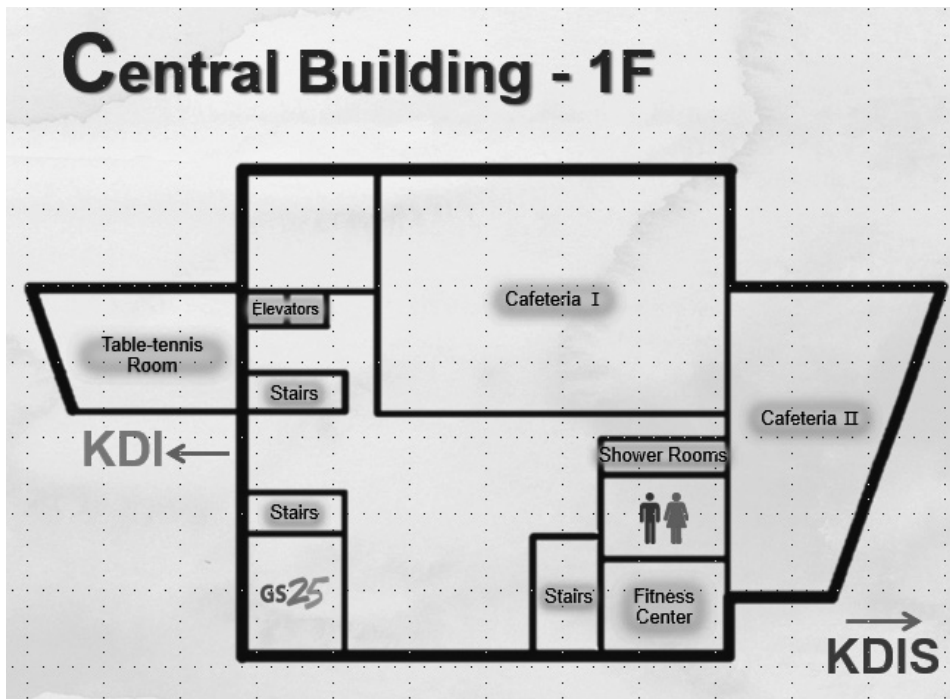 Central Building - 1F
Elevators
Cafeteria Ⅰ
Table-tennis
Room
Stairs
Cafeteria Ⅱ
KDI
Shower Rooms
Stairs
GS25
Stairs
Fitness
Center
KDIS